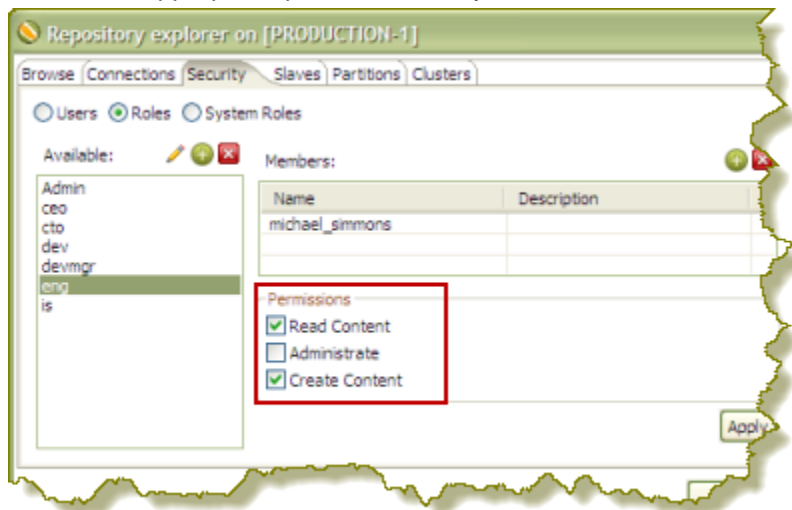 Repository explorer on [PRODUCTION-1]
Browse Connections Security Slaves Partitions Clusters
Users Roles System Roles
Available:
Members:
Admin
ceo
cto
dev
devmgr
eng
is
Name Description
michael_simmons
Permissions
Read Content
Administrate
Create Content
Apply